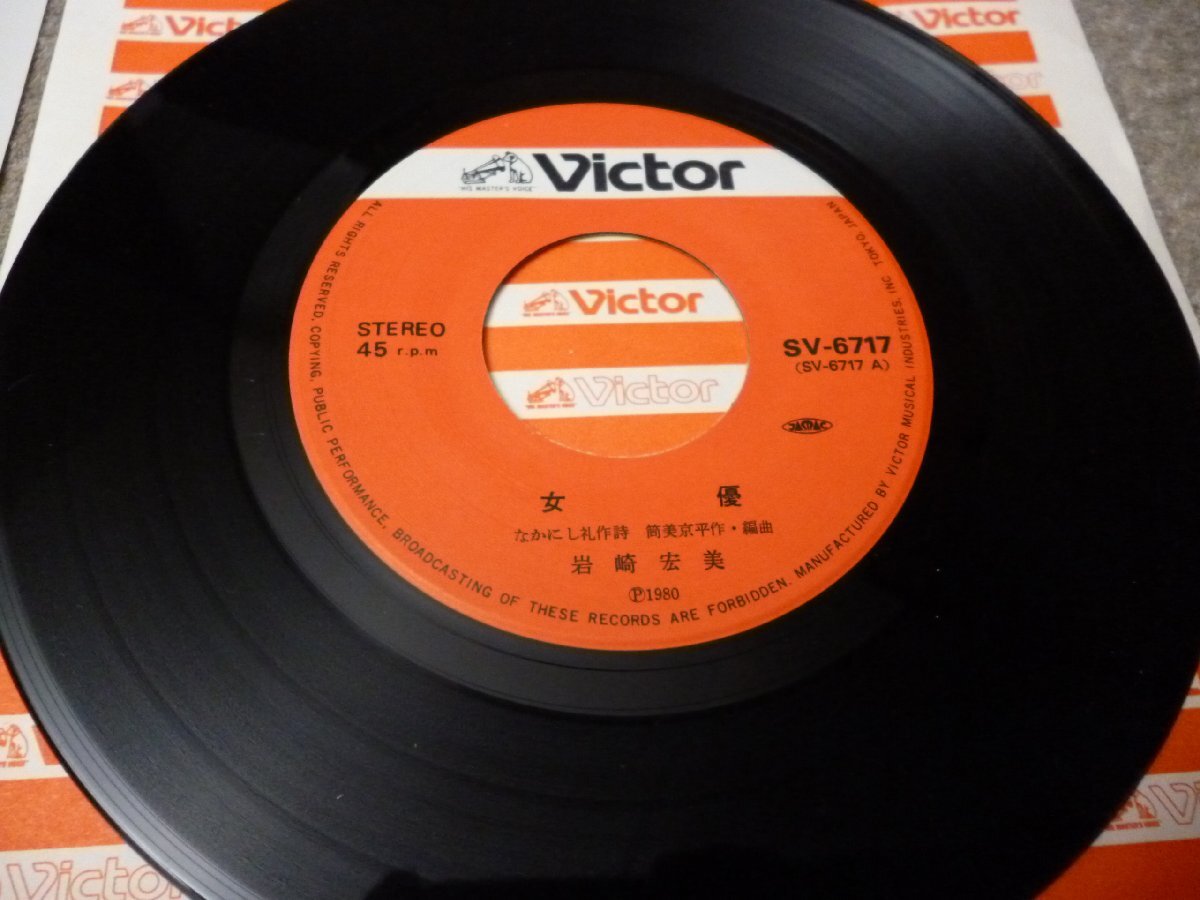 Victor
"HIS MASTER'S VOICE"
Victor
STEREO
45 r.p.m
SV-6717
(SV-6717 A)
Victor
Victor
女 優
なかにし礼作詩 筒美京平作・編曲
岩崎宏美
Ⓟ1980
ALL RIGHTS RESERVED. COPYING, PUBLIC PERFORMANCE, BROADCASTING OF THESE RECORDS ARE FORBIDDEN. MANUFACTURED BY VICTOR MUSICAL INDUSTRIES, INC TOKYO, JAPAN
Victor
Victor